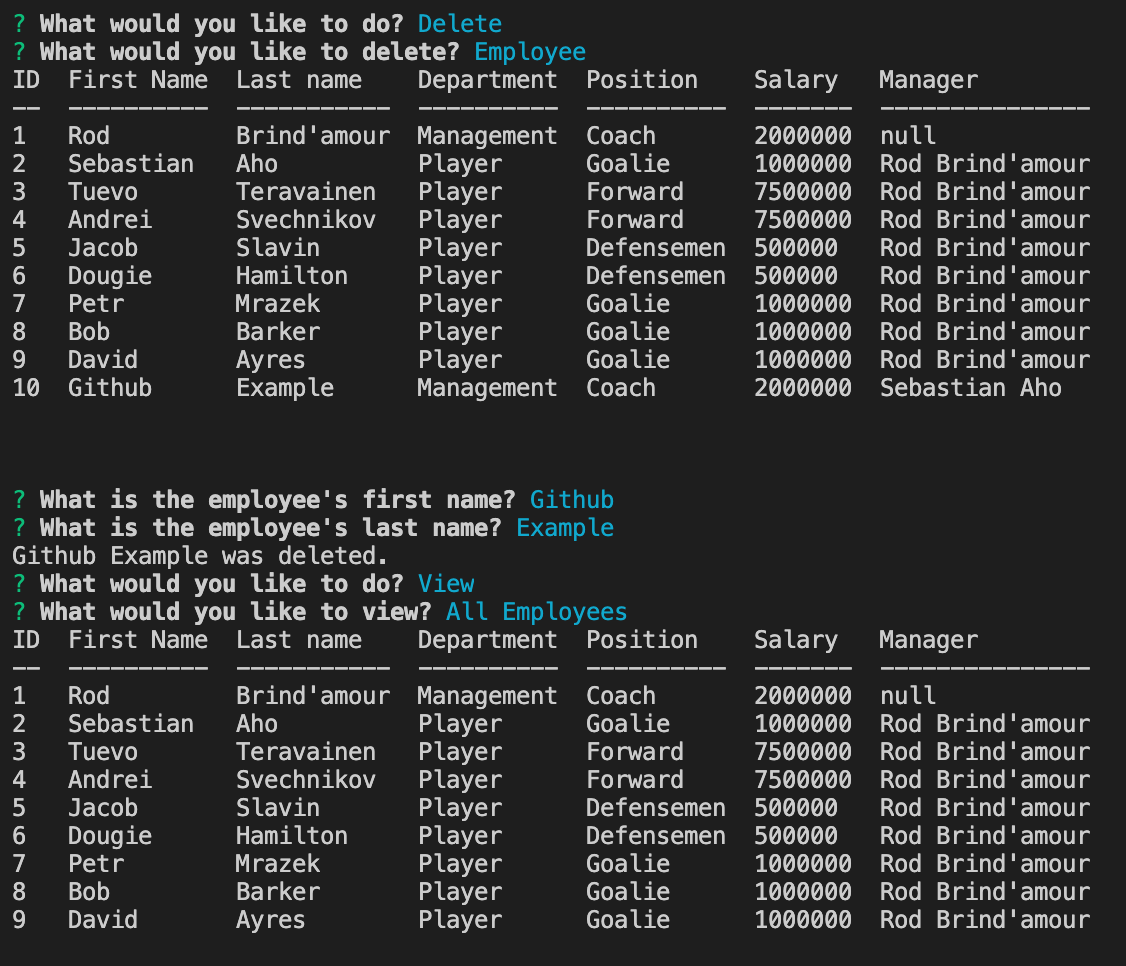 ? What would you like to do? Delete
? What would you like to delete? Employee
ID  First Name  Last name    Department  Position    Salary   Manager
--  ----------  -----------  ----------  ----------  -------  ---------------
1   Rod         Brind'amour  Management  Coach       2000000  null
2   Sebastian   Aho          Player      Goalie      1000000  Rod Brind'amour
3   Tuevo       Teravainen   Player      Forward     7500000  Rod Brind'amour
4   Andrei      Svechnikov   Player      Forward     7500000  Rod Brind'amour
5   Jacob       Slavin       Player      Defensemen  500000   Rod Brind'amour
6   Dougie      Hamilton     Player      Defensemen  500000   Rod Brind'amour
7   Petr        Mrazek       Player      Goalie      1000000  Rod Brind'amour
8   Bob         Barker       Player      Goalie      1000000  Rod Brind'amour
9   David       Ayres        Player      Goalie      1000000  Rod Brind'amour
10  Github      Example      Management  Coach       2000000  Sebastian Aho
? What is the employee's first name? Github
? What is the employee's last name? Example
Github Example was deleted.
? What would you like to do? View
? What would you like to view? All Employees
ID  First Name  Last name    Department  Position    Salary   Manager
--  ----------  -----------  ----------  ----------  -------  ---------------
1   Rod         Brind'amour  Management  Coach       2000000  null
2   Sebastian   Aho          Player      Goalie      1000000  Rod Brind'amour
3   Tuevo       Teravainen   Player      Forward     7500000  Rod Brind'amour
4   Andrei      Svechnikov   Player      Forward     7500000  Rod Brind'amour
5   Jacob       Slavin       Player      Defensemen  500000   Rod Brind'amour
6   Dougie      Hamilton     Player      Defensemen  500000   Rod Brind'amour
7   Petr        Mrazek       Player      Goalie      1000000  Rod Brind'amour
8   Bob         Barker       Player      Goalie      1000000  Rod Brind'amour
9   David       Ayres        Player      Goalie      1000000  Rod Brind'amour